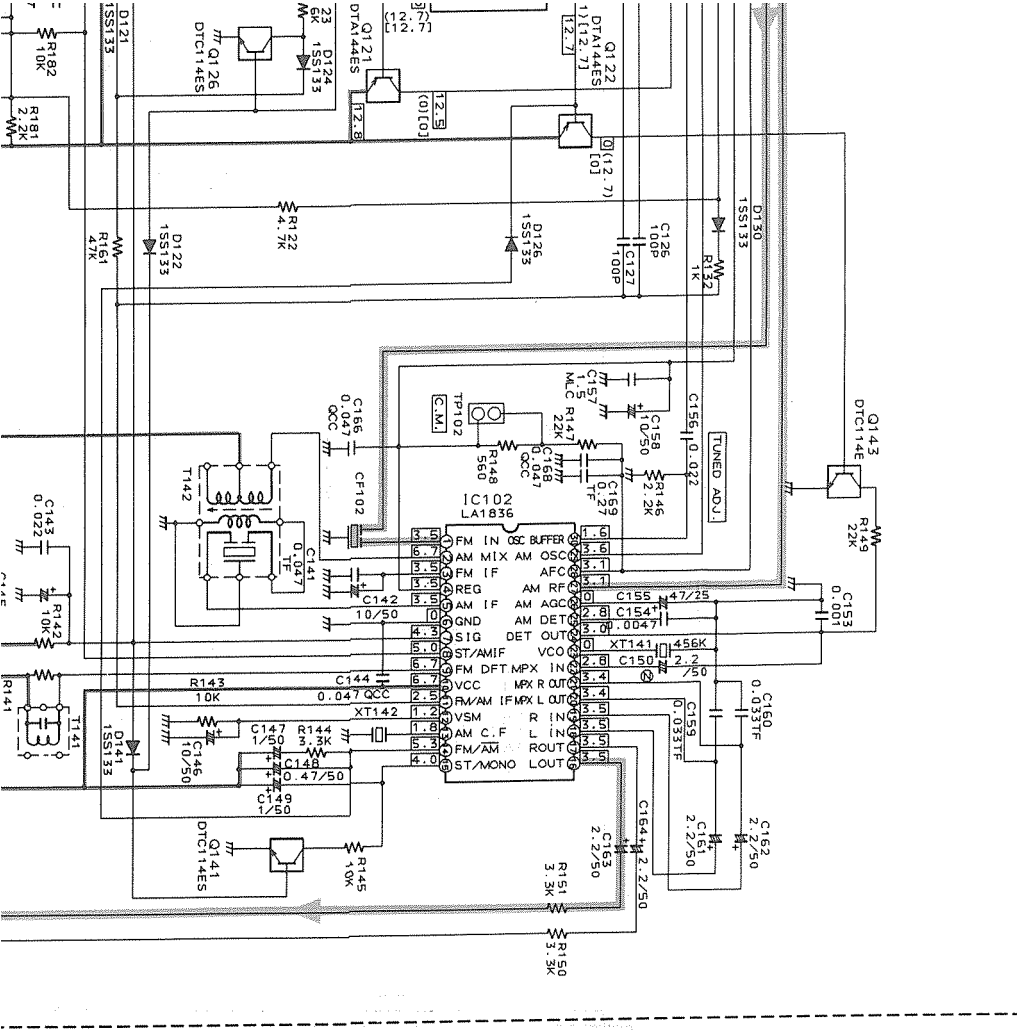 R182
10K
D121
1SS133
DTC114ES
Q126
23
6K
D124
1SS133
Q121
DTA144ES
(12.7)
[12.7]
12.7
)[12.7]
DTA144ES
Q122
R181
2.2K
12.8
12.5
(0)[0]
0
(12.7)
[0]
R161
47K
D122
1SS133
R122
4.7K
D126
1SS133
C126
100P
C127
100P
D130
1SS133
R132
1K
C166
0.047
QCC
TP102
C.M.
C157
1.5
MLC
C158
10/50
C156
0.022
TUNED ADJ.
Q143
DTC114E
R147
22K
R148
560
C168
0.047
QCC
C169
0.27
TF
R146
2.2K
R149
22K
T142
CF102
IC102
LA1836
C143
0.022
C141
0.047
TF
C142
10/50
R142
10K
3.5 FM IN OSC BUFFER 1.6
6.7 AM MIX AM OSC 3.6
3.5 FM IF AFC 3.1
3.5 REG AM RF 3.1
3.5 AM IF AM AGC 0
0 GND AM DET 2.8
4.3 SIG DET OUT 3.0
5.0 ST/AMIF VCO 0
6.7 FM DFT MPX IN 2.8
6.7 VCC MPX R OUT 3.4
2.5 FM/AM IF MPX L OUT 3.4
1.2 VSM R IN 3.5
1.8 AM C.F L IN 3.5
5.3 FM/AM ROUT 3.5
4.0 ST/MONO LOUT 3.5
C155 47/25
C154
0.0047
C153
0.001
XT141 456K
C150 2.2
/50
R141
T141
R143
10K
C144
0.047 QCC
XT142
D141
1SS133
C146
10/50
C147
1/50
R144
3.3K
C148
0.47/50
C149
1/50
C159
0.033TF
C160
0.033TF
Q141
DTC114ES
R145
10K
C163
2.2/50
C164
2.2/50
C161
2.2/50
C162
2.2/50
R151
3.3K
R150
3.3K